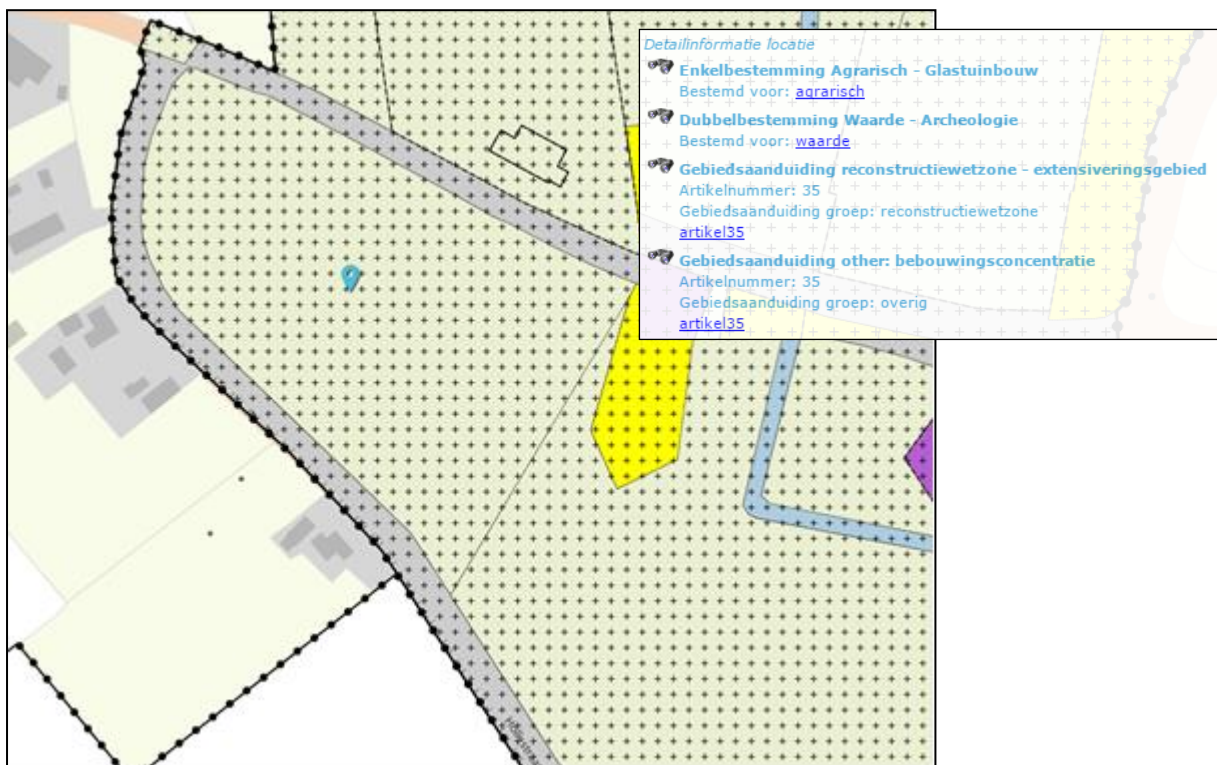 Detailinformatie locatie
Enkelbestemming Agrarisch - Glastuinbouw
Bestemd voor: agrarisch
Dubbelbestemming Waarde - Archeologie
Bestemd voor: waarde
Gebiedsaanduiding reconstructiewetzone - extensiveringsgebied
Artikelnummer: 35
Gebiedsaanduiding groep: reconstructiewetzone
artikel35
Gebiedsaanduiding other: bebouwingsconcentratie
Artikelnummer: 35
Gebiedsaanduiding groep: overig
artikel35